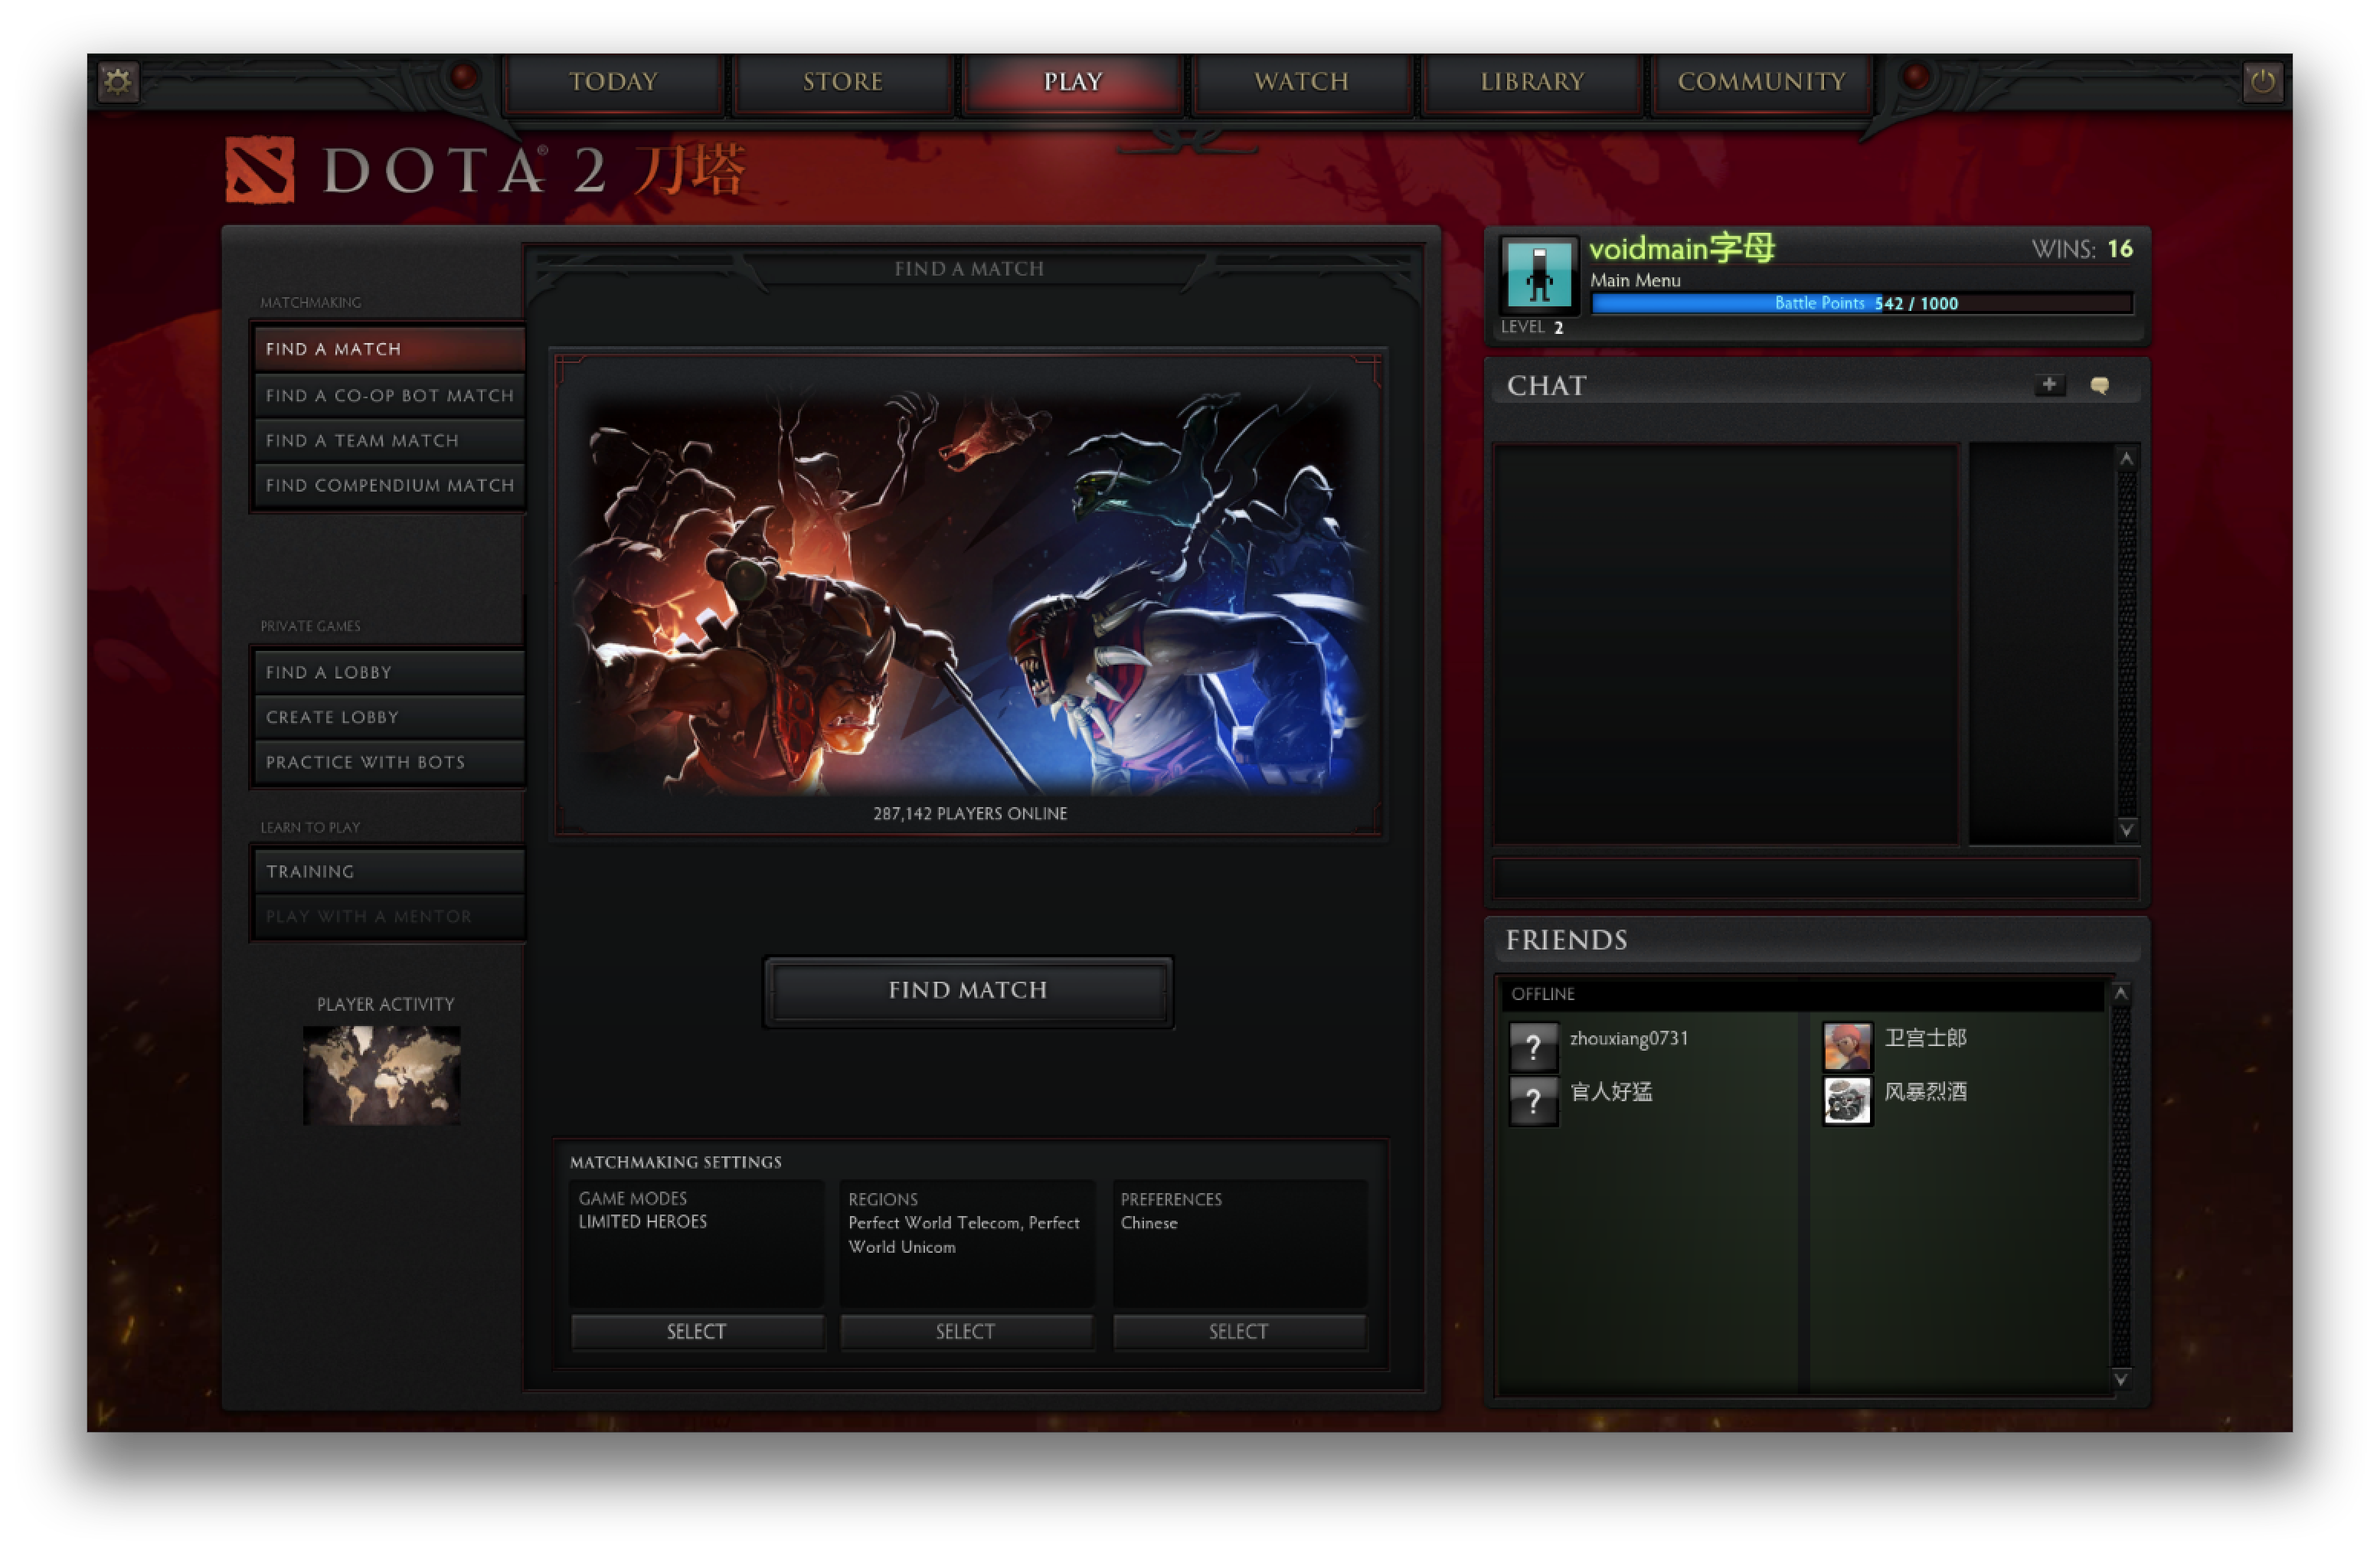 TODAY
STORE
PLAY
WATCH
LIBRARY
COMMUNITY
DOTA® 2 刀塔
MATCHMAKING
FIND A MATCH
FIND A CO-OP BOT MATCH
FIND A TEAM MATCH
FIND COMPENDIUM MATCH
PRIVATE GAMES
FIND A LOBBY
CREATE LOBBY
PRACTICE WITH BOTS
LEARN TO PLAY
TRAINING
PLAY WITH A MENTOR
PLAYER ACTIVITY
FIND A MATCH
287,142 PLAYERS ONLINE
FIND MATCH
MATCHMAKING SETTINGS
GAME MODES
LIMITED HEROES
SELECT
REGIONS
Perfect World Telecom, Perfect
World Unicom
SELECT
PREFERENCES
Chinese
SELECT
voidmain字母
WINS: 16
Main Menu
Battle Points 542 / 1000
LEVEL 2
CHAT
FRIENDS
OFFLINE
zhouxiang0731
卫宫士郎
官人好猛
风暴烈酒